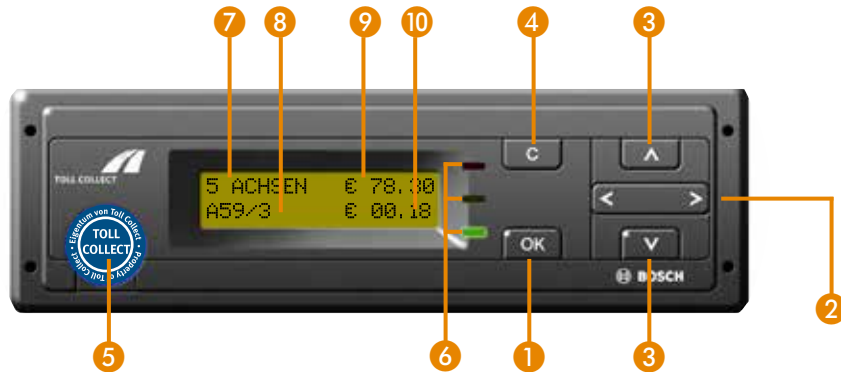 7 8 9 10 4 3
C ∧
TOLL COLLECT
5 ACHSEN € 78.30
< >
A59/3 € 00.18
Eigentum von Toll Collect
TOLL
COLLECT
Property of Toll Collect
OK ∨
BOSCH
2
5 6 1 3